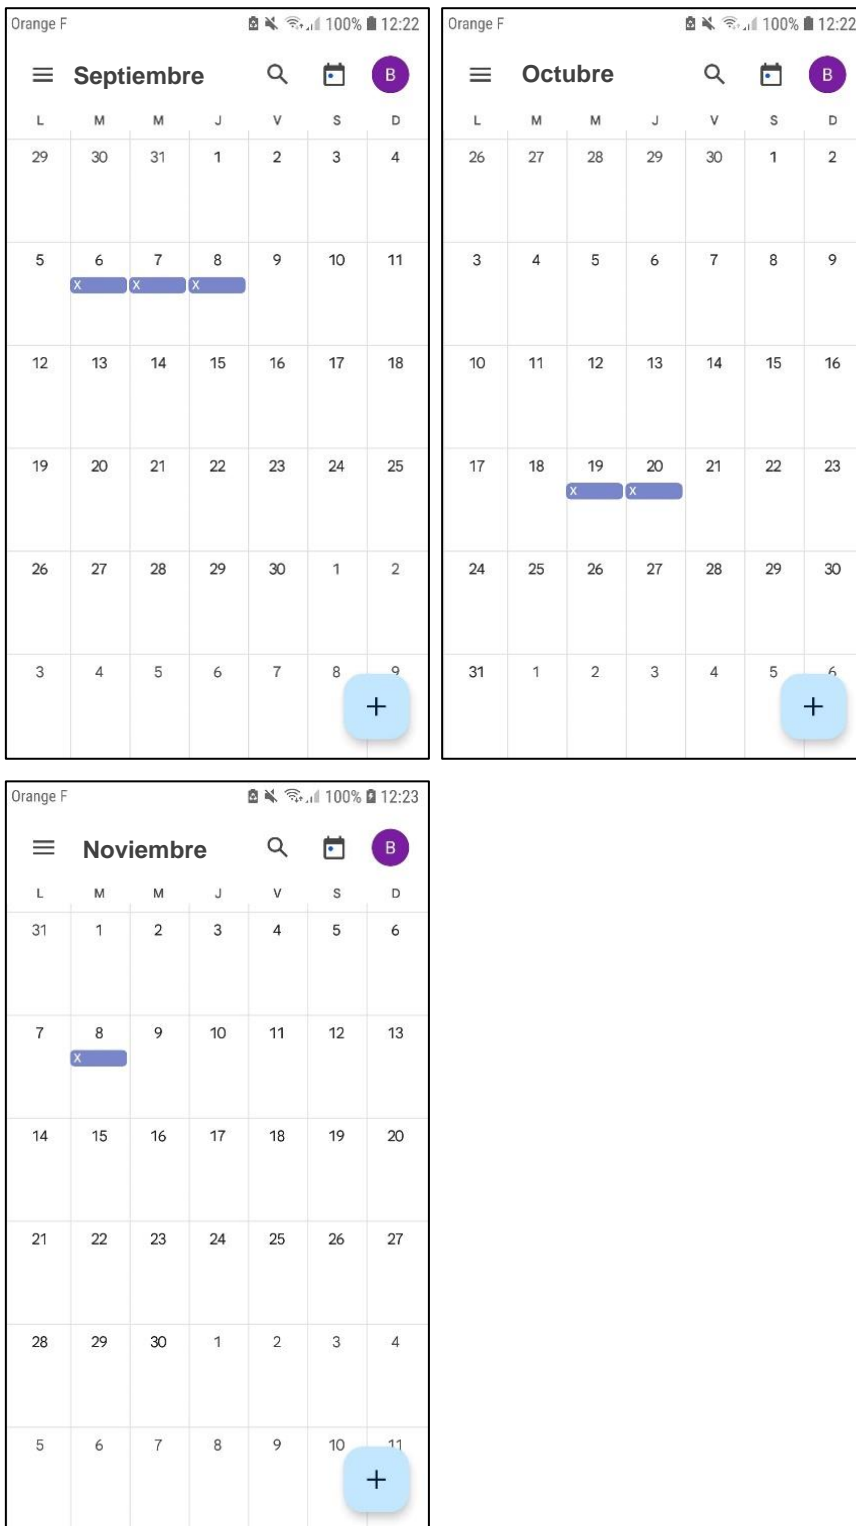 Orange F 100% 12:22
Septiembre B
L M M J V S D
29 30 31 1 2 3 4
5 6 7 8 9 10 11
X X X
12 13 14 15 16 17 18
19 20 21 22 23 24 25
26 27 28 29 30 1 2
3 4 5 6 7 8 9
+
Orange F 100% 12:22
Octubre B
L M M J V S D
26 27 28 29 30 1 2
3 4 5 6 7 8 9
10 11 12 13 14 15 16
17 18 19 20 21 22 23
X X
24 25 26 27 28 29 30
31 1 2 3 4 5 6
+
Orange F 100% 12:23
Noviembre B
L M M J V S D
31 1 2 3 4 5 6
7 8 9 10 11 12 13
X
14 15 16 17 18 19 20
21 22 23 24 25 26 27
28 29 30 1 2 3 4
5 6 7 8 9 10 11
+